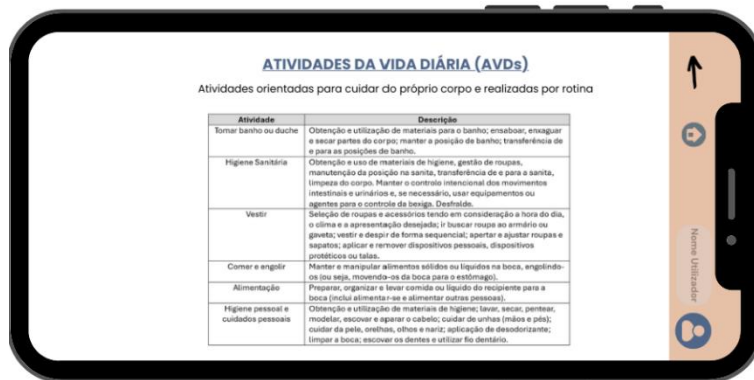 ATIVIDADES DA VIDA DIÁRIA (AVDs)
Atividades orientadas para cuidar do próprio corpo e realizadas por rotina
Atividade Descrição
Tomar banho ou duche Obtenção e utilização de materiais para o banho; ensaboar, enxaguar
e secar partes do corpo; manter a posição de banho; transferência de
e para as posições de banho.
Higiene Sanitária Obtenção e uso de materiais de higiene, gestão de roupas,
manutenção da posição na sanita, transferência de e para a sanita,
limpeza do corpo. Manter o controlo intencional dos movimentos
intestinais e urinários e, se necessário, usar equipamentos ou
agentes para o controle da bexiga. Desfralde.
Vestir Seleção de roupas e acessórios tendo em consideração a hora do dia,
o clima e a apresentação desejada; ir buscar roupa ao armário ou
gaveta; vestir e despir de forma sequencial; apertar e ajustar roupas e
sapatos; aplicar e remover dispositivos pessoais, dispositivos
protéticos ou talas.
Comer e engolir Manter e manipular alimentos sólidos ou líquidos na boca, engolindo-
os (ou seja, movendo-os da boca para o estômago).
Alimentação Preparar, organizar e levar comida ou líquido do recipiente para a
boca (inclui alimentar-se e alimentar outras pessoas).
Higiene pessoal e Obtenção e utilização de materiais de higiene; lavar, secar, pentear,
cuidados pessoais modelar, escovar e aparar o cabelo; cuidar de unhas (mãos e pés);
cuidar da pele, orelhas, olhos e nariz; aplicação de desodorizante;
limpar a boca; escovar os dentes e utilizar fio dentário.
Nome Utilizador